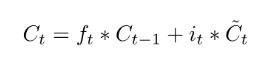 $C_t = f_t * C_{t-1} + i_t * \tilde{C}_t$